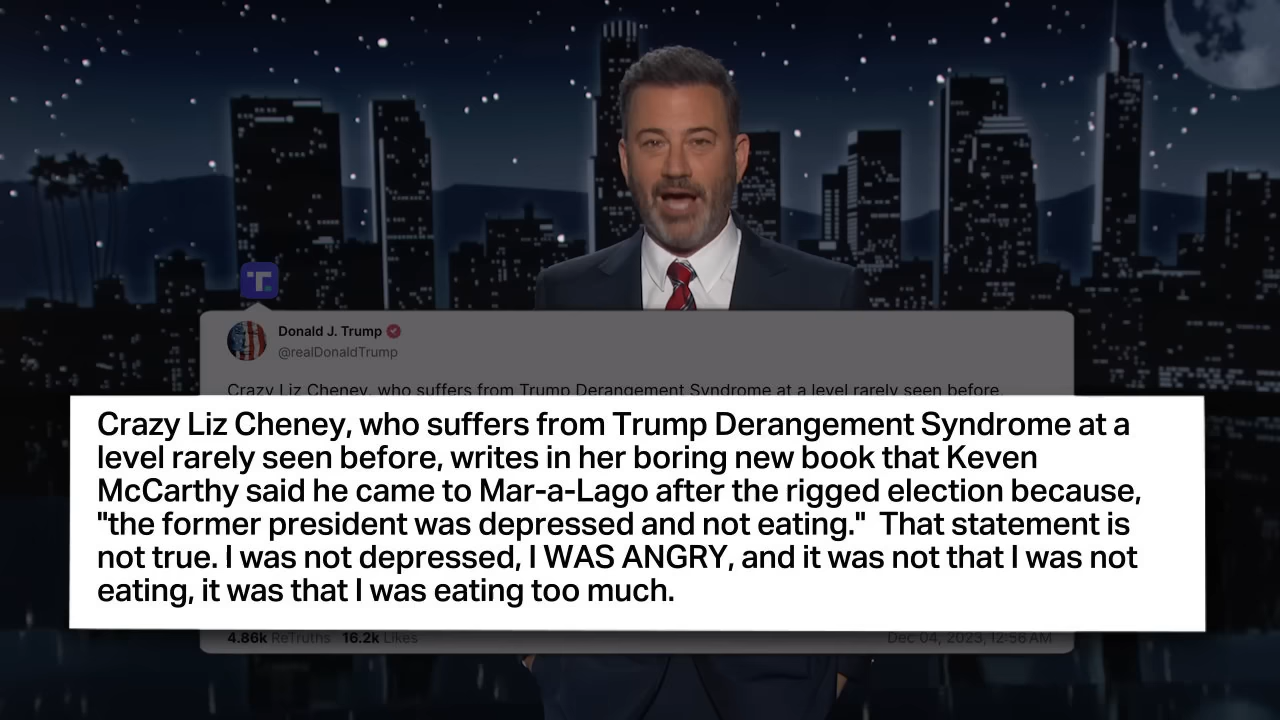 T.
Donald J. Trump
@realDonaldTrump
Crazy Liz Cheney, who suffers from Trump Derangement Syndrome at a level rarely seen before,
Crazy Liz Cheney, who suffers from Trump Derangement Syndrome at a
level rarely seen before, writes in her boring new book that Keven
McCarthy said he came to Mar-a-Lago after the rigged election because,
"the former president was depressed and not eating."  That statement is
not true. I was not depressed, I WAS ANGRY, and it was not that I was not
eating, it was that I was eating too much.
4.86k ReTruths 16.2k Likes
Dec 04, 2023, 12:56 AM